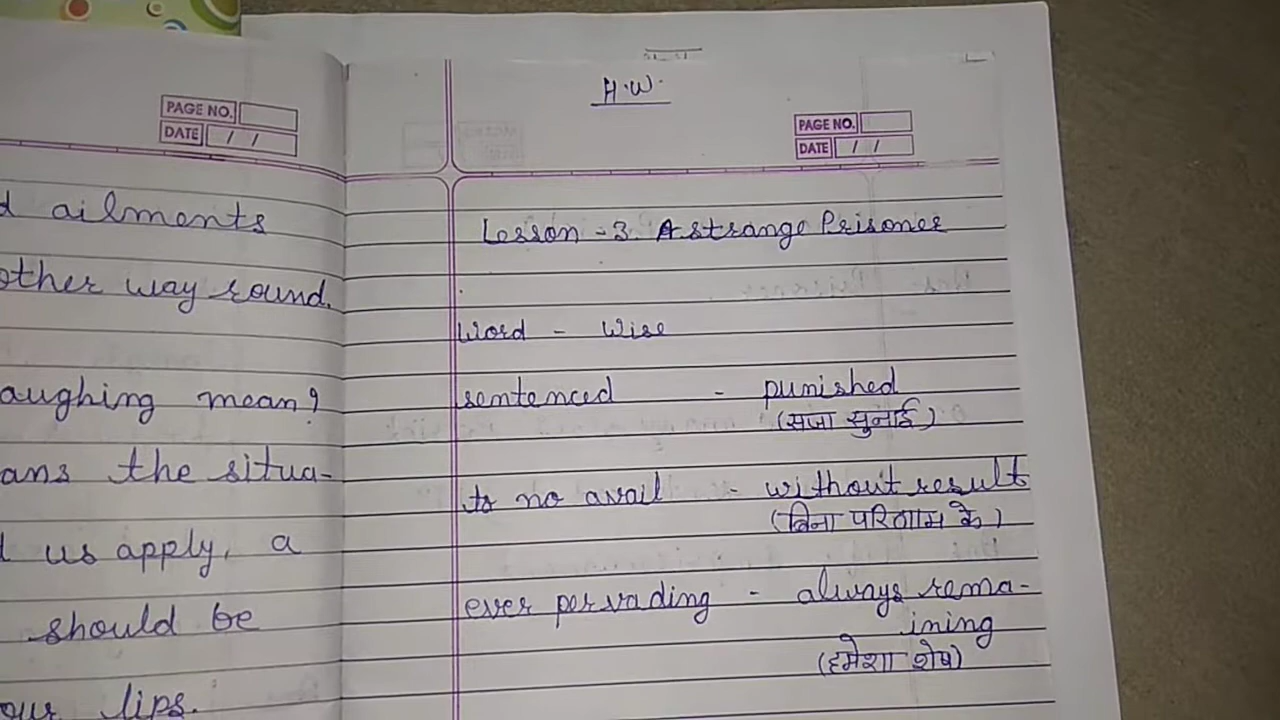 PAGE NO.
DATE / /
d ailments
other way round.
aughing mean?
ans the situa-
d us apply, a
should be
our lips.
H.W.
PAGE NO.
DATE / /
Lesson - 3. A strange Prisoner
Word - Wise
sentenced - punished
(सजा सुनाई)
to no avail - without result
(बिना परिणाम के)
ever pervading - always rema-
ining
(हमेशा शेष)